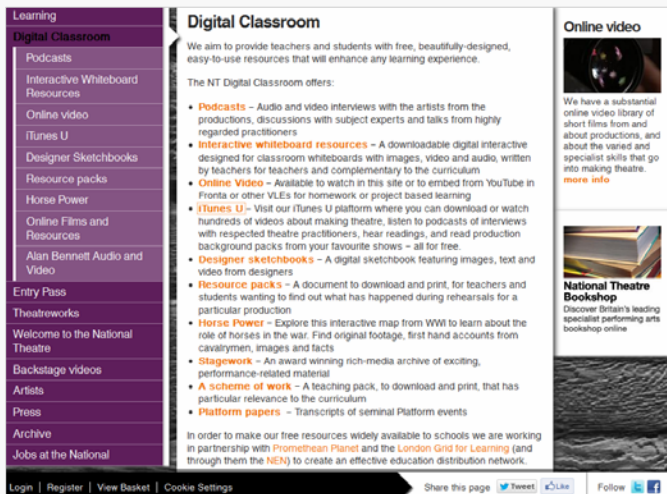 Learning
Digital Classroom
Podcasts
Interactive Whiteboard
Resources
Online video
iTunes U
Designer Sketchbooks
Resource packs
Horse Power
Online Films and
Resources
Alan Bennett Audio and
Video
Entry Pass
Theatreworks
Welcome to the National
Theatre
Backstage videos
Artists
Press
Archive
Jobs at the National
Digital Classroom
We aim to provide teachers and students with free, beautifully-designed,
easy-to-use resources that will enhance any learning experience.
The NT Digital Classroom offers:
• Podcasts – Audio and video interviews with the artists from the
productions, discussions with subject experts and talks from highly
regarded practitioners
• Interactive whiteboard resources – A downloadable digital interactive
designed for classroom whiteboards with images, video and audio, written
by teachers for teachers and complementary to the curriculum
• Online Video – Available to watch in this site or to embed from YouTube in
Fronta or other VLEs for homework or project based learning
• iTunes U – Visit our iTunes U platform where you can download or watch
hundreds of videos about making theatre, listen to podcasts of interviews
with respected theatre practitioners, hear readings, and read production
background packs from your favourite shows – all for free.
• Designer sketchbooks – A digital sketchbook featuring images, text and
video from designers
• Resource packs – A document to download and print, for teachers and
students wanting to find out what has happened during rehearsals for a
particular production
• Horse Power – Explore this interactive map from WWI to learn about the
role of horses in the war. Find original footage, first hand accounts from
cavalrymen, images and facts
• Stagework – An award winning rich-media archive of exciting,
performance-related material
• A scheme of work – A teaching pack, to download and print, that has
particular relevance to the curriculum
• Platform papers – Transcripts of seminal Platform events
In order to make our free resources widely available to schools we are working
in partnership with Promethean Planet and the London Grid for Learning (and
through them the NEN) to create an effective education distribution network.
Online video
We have a substantial
online video library of
short films from and
about productions, and
about the varied and
specialist skills that go
into making theatre.
more info
National Theatre
Bookshop
Discover Britain's leading
specialist performing arts
bookshop online
Login | Register | View Basket | Cookie Settings
Share this page Tweet Like Follow